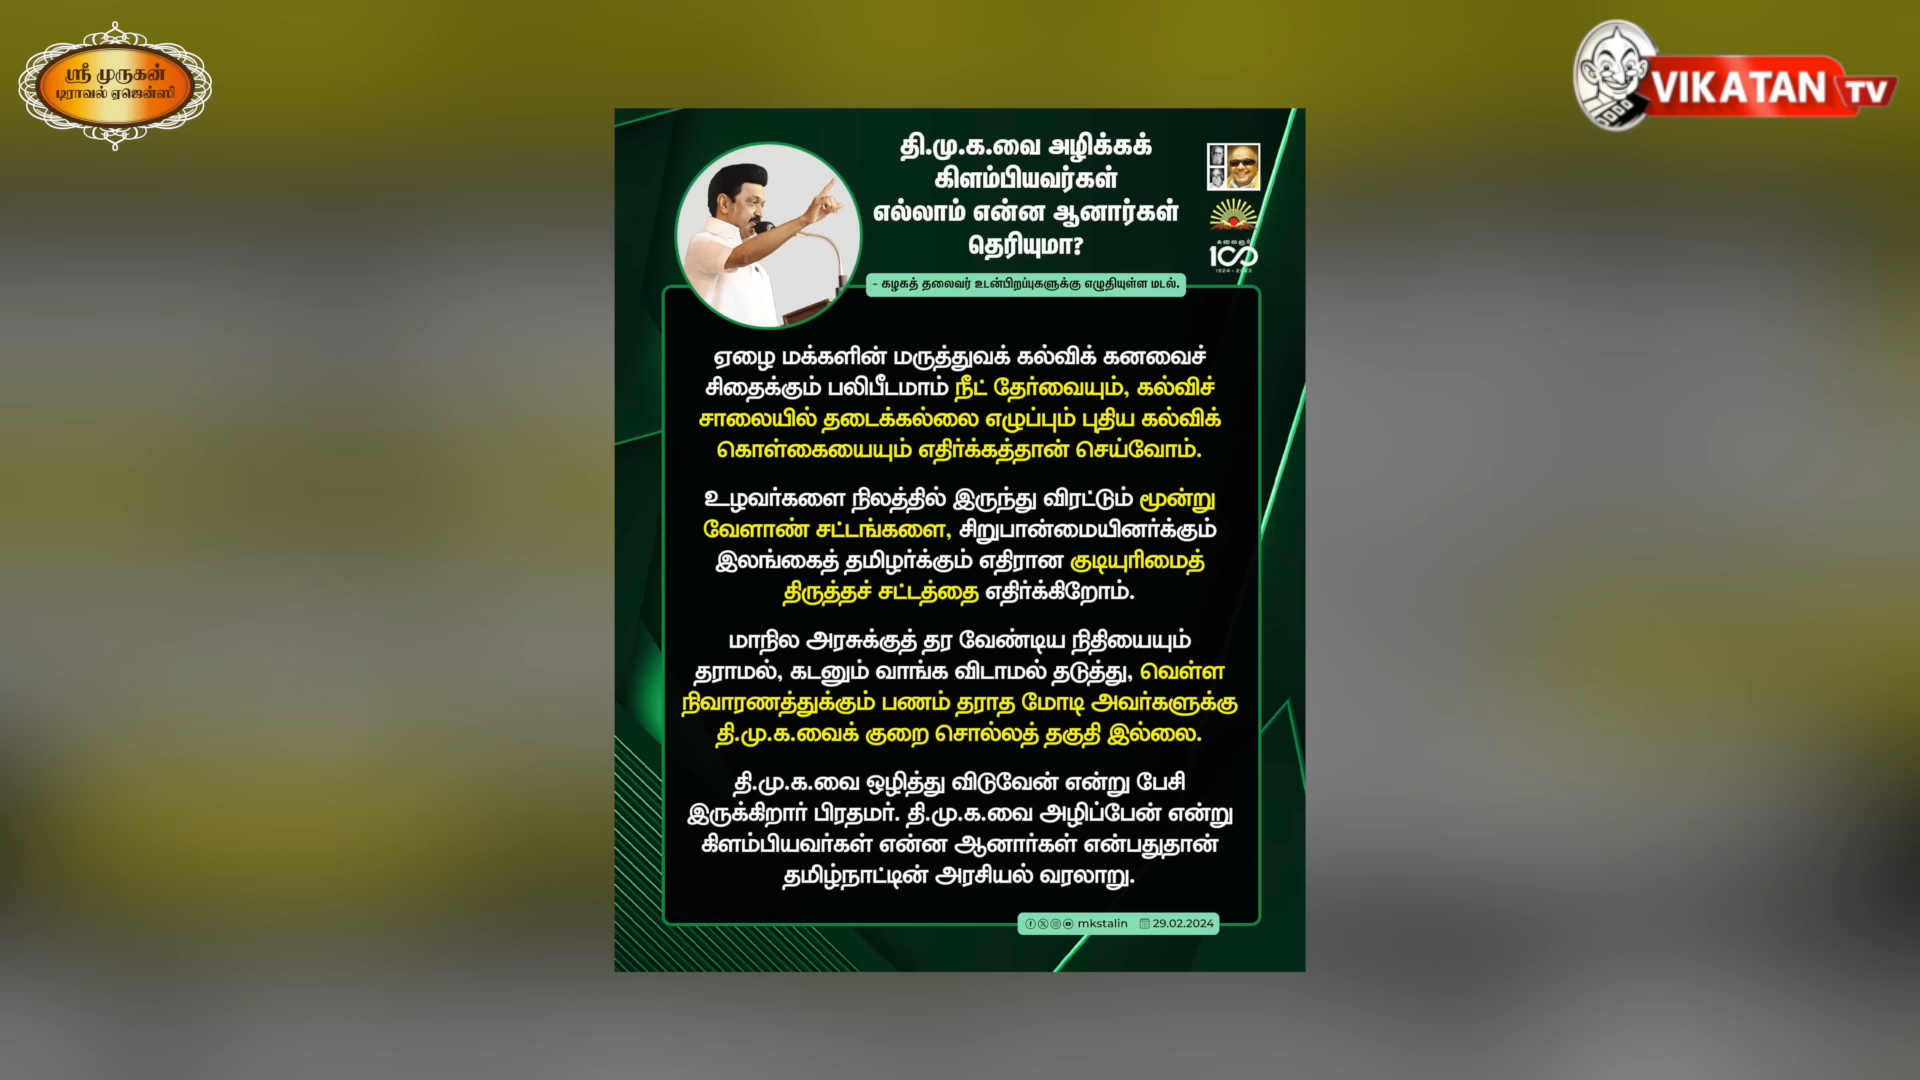 ஸ்ரீ முருகன்
டிராவல் ஏஜென்ஸி
VIKATAN TV
தி.மு.க.வை அழிக்கக்
கிளம்பியவர்கள்
எல்லாம் என்ன ஆனார்கள்
தெரியுமா?
- கழகத் தலைவர் உடன்பிறப்புகளுக்கு எழுதியுள்ள மடல்.
கலைஞர்
100
ஏழை மக்களின் மருத்துவக் கல்விக் கனவைச்
சிதைக்கும் பலிபீடமாம் நீட் தேர்வையும், கல்விச்
சாலையில் தடைக்கல்லை எழுப்பும் புதிய கல்விக்
கொள்கையையும் எதிர்க்கத்தான் செய்வோம்.
உழவர்களை நிலத்தில் இருந்து விரட்டும் மூன்று
வேளாண் சட்டங்களை, சிறுபான்மையினர்க்கும்
இலங்கைத் தமிழர்க்கும் எதிரான குடியுரிமைத்
திருத்தச் சட்டத்தை எதிர்க்கிறோம்.
மாநில அரசுக்குத் தர வேண்டிய நிதியையும்
தராமல், கடனும் வாங்க விடாமல் தடுத்து, வெள்ள
நிவாரணத்துக்கும் பணம் தராத மோடி அவர்களுக்கு
தி.மு.க.வைக் குறை சொல்லத் தகுதி இல்லை.
தி.மு.க.வை ஒழித்து விடுவேன் என்று பேசி
இருக்கிறார் பிரதமர். தி.மு.க.வை அழிப்பேன் என்று
கிளம்பியவர்கள் என்ன ஆனார்கள் என்பதுதான்
தமிழ்நாட்டின் அரசியல் வரலாறு.
mkstalin 29.02.2024